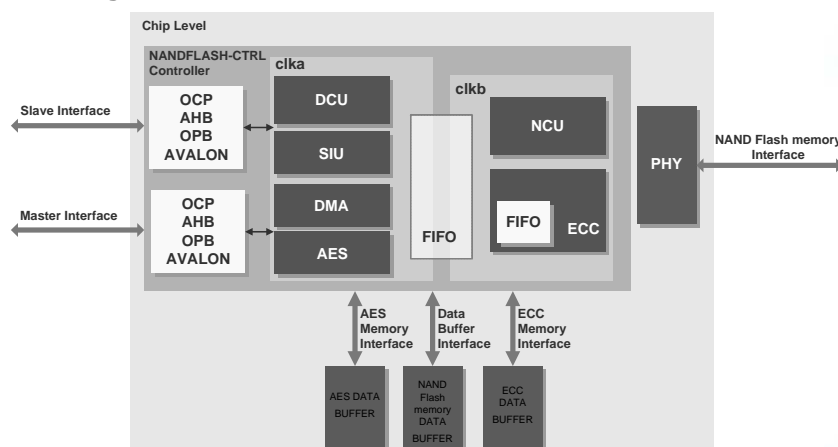 Chip Level
NANDFLASH-CTRL
Controller
clka
clkb
Slave Interface
OCP
AHB
OPB
AVALON
DCU
SIU
NCU
PHY
NAND Flash memory
Interface
Master Interface
OCP
AHB
OPB
AVALON
DMA
AES
FIFO
FIFO
ECC
AES
Memory
Interface
Data
Buffer
Interface
ECC
Memory
Interface
AES DATA
BUFFER
NAND
Flash
memory
DATA
BUFFER
ECC
DATA
BUFFER